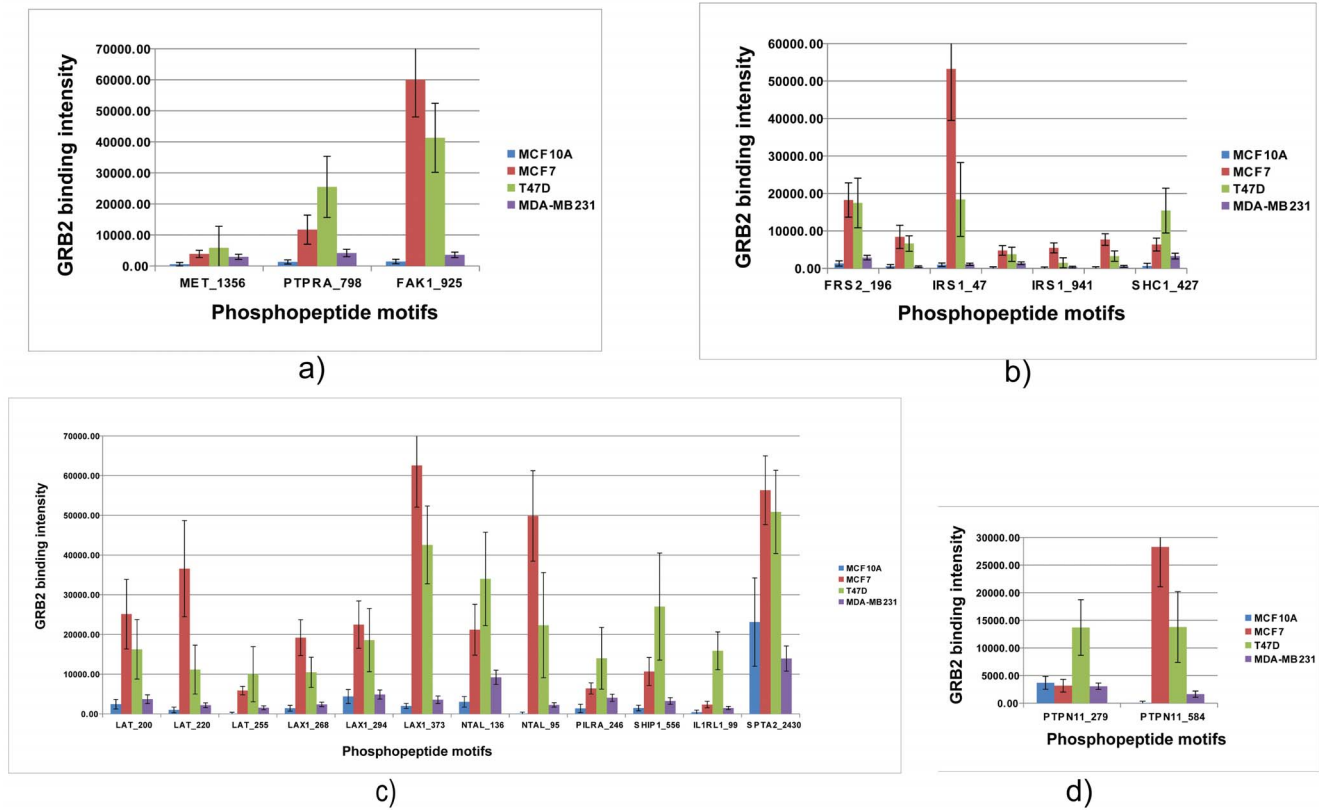 70000.00
60000.00
50000.00
40000.00
30000.00
20000.00
10000.00
0.00
GRB2 binding intensity
MET_1356 PTPRA_798 FAK1_925
Phosphopeptide motifs
MCF10A
MCF7
T47D
MDA-MB231
a)
60000.00
50000.00
40000.00
30000.00
20000.00
10000.00
0.00
GRB2 binding intensity
FRS2_196 IRS1_47 IRS1_941 SHC1_427
Phosphopeptide motifs
MCF10A
MCF7
T47D
MDA-MB231
b)
70000.00
60000.00
50000.00
40000.00
30000.00
20000.00
10000.00
0.00
GRB2 binding intensity
LAT_200 LAT_220 LAT_255 LAX1_268 LAX1_294 LAX1_373 NTAL_136 NTAL_95 PILRA_246 SHIP1_556 IL1RL1_99 SPTA2_2430
Phosphopeptide motifs
MCF10A
MCF7
T47D
MDA-MB231
c)
30000.00
25000.00
20000.00
15000.00
10000.00
5000.00
0.00
GRB2 binding intensity
PTPN11_279 PTPN11_584
Phosphopeptide motifs
MCF10A
MCF7
T47D
MDA-MB231
d)